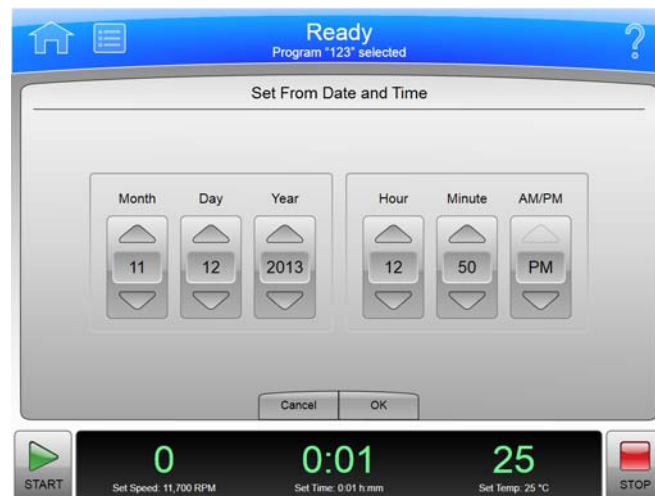 Ready
Program "123" selected
Set From Date and Time
Month Day Year Hour Minute AM/PM
11 12 2013 12 50 PM
Cancel OK
0 0:01 25
START Set Speed: 11,700 RPM Set Time: 0:01 h:mm Set Temp: 25 °C STOP